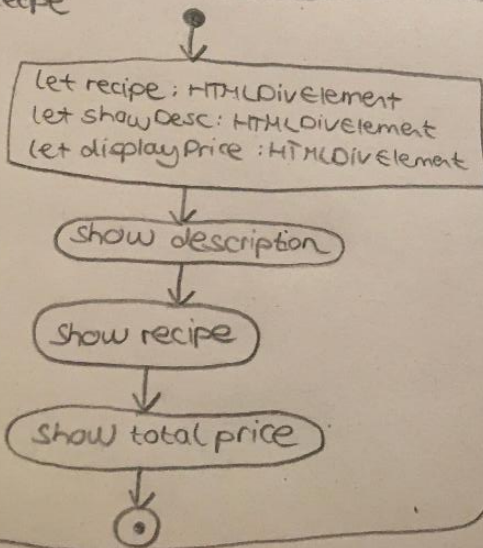 let recipe: HTMLDivElement
let showDesc: HTMLDivElement
let displayPrice: HTMLDivElement
show description
show recipe
show total price